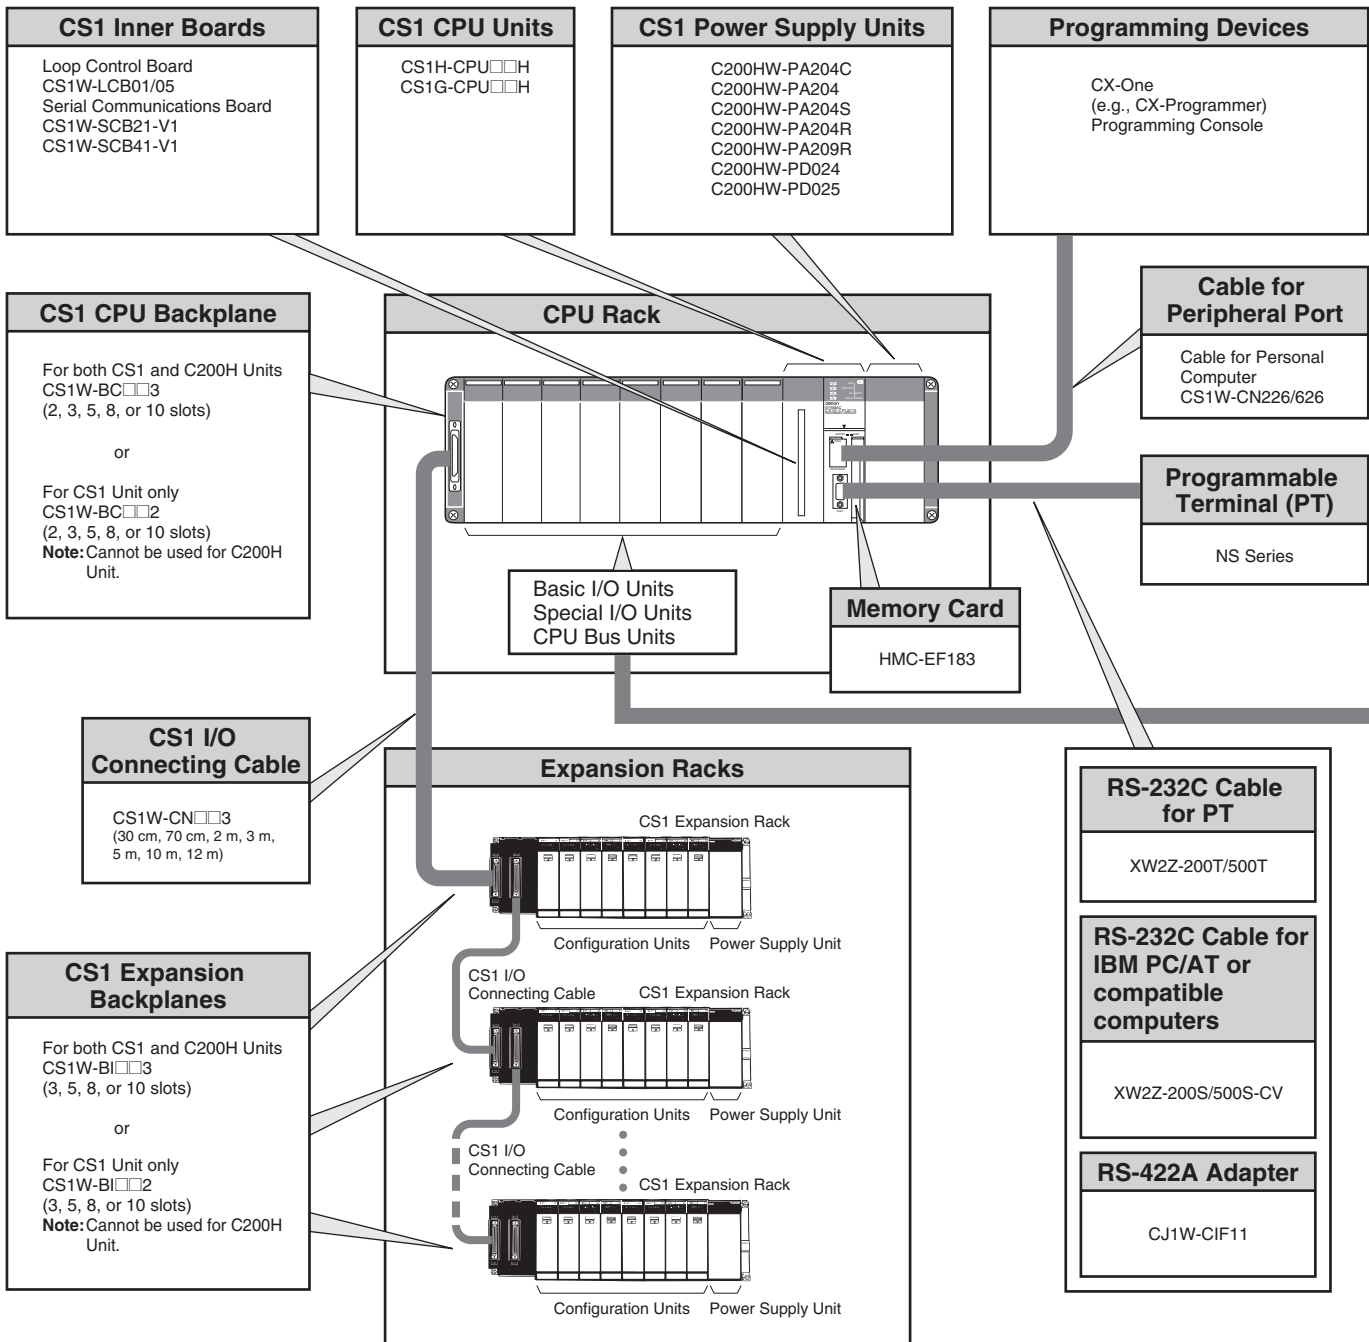 CS1 Inner Boards
Loop Control Board
CS1W-LCB01/05
Serial Communications Board
CS1W-SCB21-V1
CS1W-SCB41-V1
CS1 CPU Units
CS1H-CPU□□H
CS1G-CPU□□H
CS1 Power Supply Units
C200HW-PA204C
C200HW-PA204
C200HW-PA204S
C200HW-PA204R
C200HW-PA209R
C200HW-PD024
C200HW-PD025
Programming Devices
CX-One
(e.g., CX-Programmer)
Programming Console
CS1 CPU Backplane
For both CS1 and C200H Units
CS1W-BC□□3
(2, 3, 5, 8, or 10 slots)
or
For CS1 Unit only
CS1W-BC□□2
(2, 3, 5, 8, or 10 slots)
Note: Cannot be used for C200H
Unit.
CPU Rack
Basic I/O Units
Special I/O Units
CPU Bus Units
Memory Card
HMC-EF183
Cable for
Peripheral Port
Cable for Personal
Computer
CS1W-CN226/626
Programmable
Terminal (PT)
NS Series
CS1 I/O
Connecting Cable
CS1W-CN□□3
(30 cm, 70 cm, 2 m, 3 m,
5 m, 10 m, 12 m)
CS1 Expansion
Backplanes
For both CS1 and C200H Units
CS1W-BI□□3
(3, 5, 8, or 10 slots)
or
For CS1 Unit only
CS1W-BI□□2
(3, 5, 8, or 10 slots)
Note: Cannot be used for C200H
Unit.
Expansion Racks
CS1 Expansion Rack
Configuration Units Power Supply Unit
CS1 I/O
Connecting Cable
CS1 Expansion Rack
Configuration Units Power Supply Unit
CS1 I/O
Connecting Cable
CS1 Expansion Rack
Configuration Units Power Supply Unit
RS-232C Cable
for PT
XW2Z-200T/500T
RS-232C Cable for
IBM PC/AT or
compatible
computers
XW2Z-200S/500S-CV
RS-422A Adapter
CJ1W-CIF11